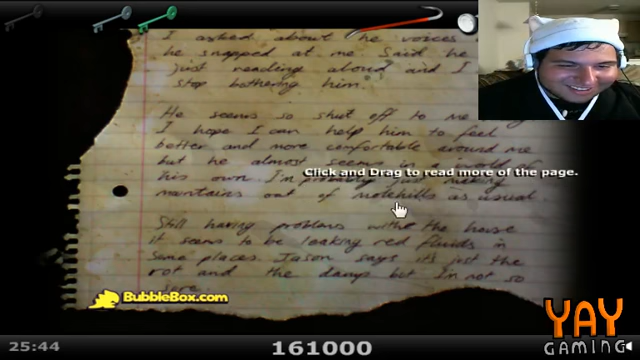 I asked about the voices
he snapped at me. Said he
just reading aloud and I
stop bothering him.
He seems so shut off to me
I hope I can help him to feel
better and more comfortable around me
but he almost seems in a world of
his own. I'm probably just making
mountains out of molehills as usual.
Click and Drag to read more of the page.
Still having problems withe the house
it seems to be leaking red fluids in
some places. Jason says it's just the
rot and the damp but I'm not so
sure.
BubbleBox.com
YAY
GAMING
25:44
161000